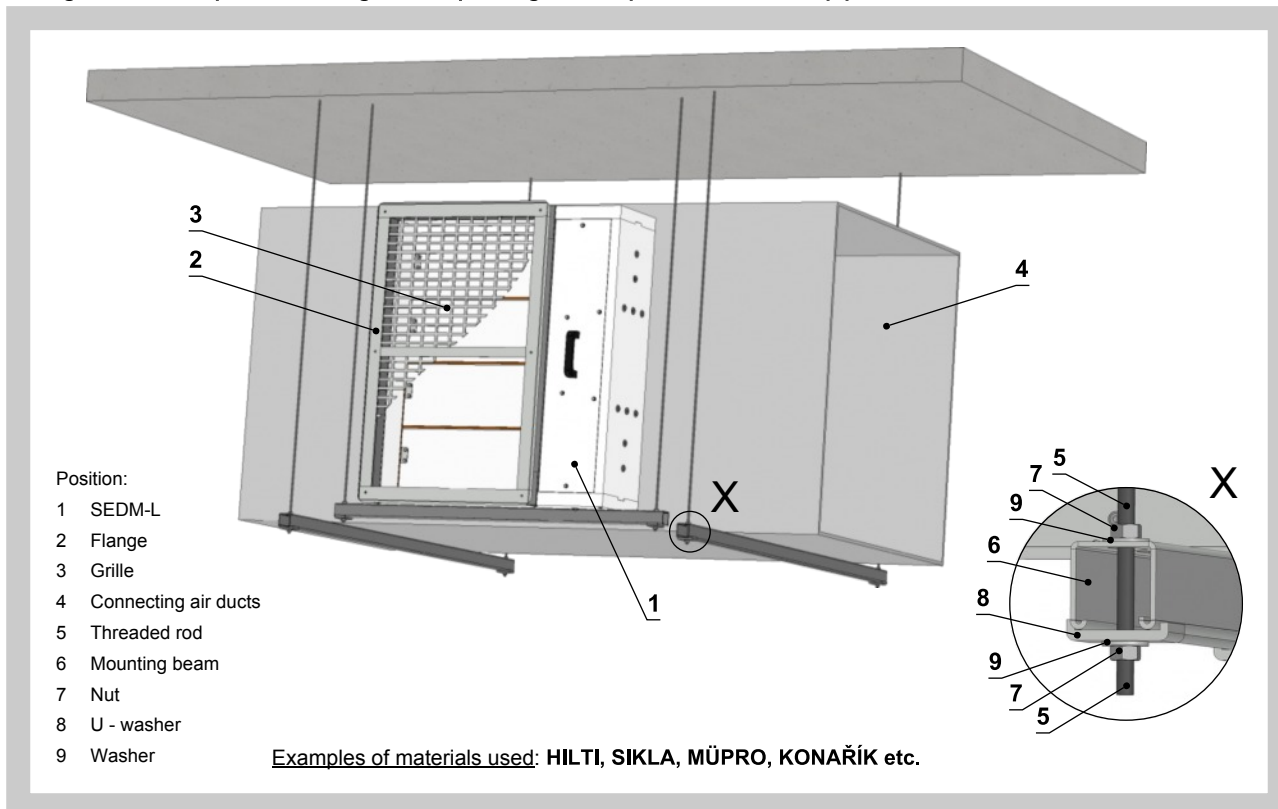 3
2
4
1
X
Position:
1 SEDM-L
2 Flange
3 Grille
4 Connecting air ducts
5 Threaded rod
6 Mounting beam
7 Nut
8 U - washer
9 Washer
5
7
9
6
8
9
7
5
X
Examples of materials used: HILTI, SIKLA, MÜPRO, KONAŘÍK etc.